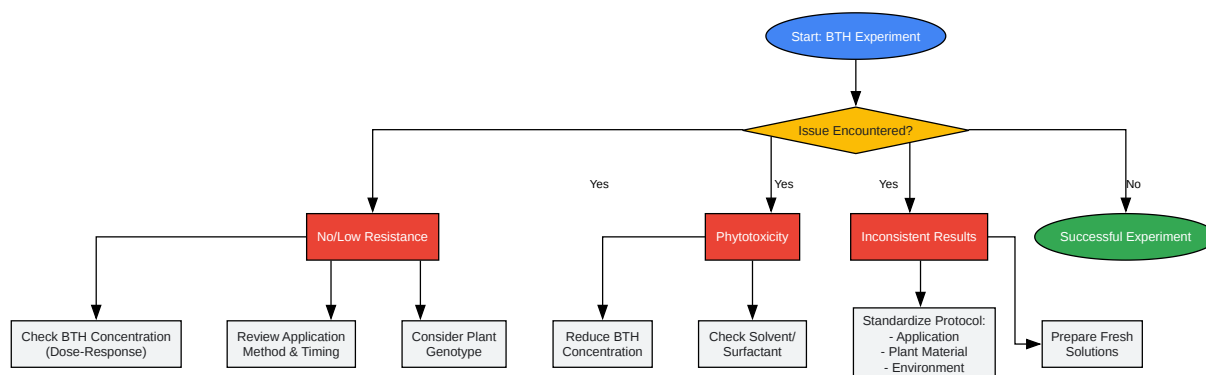 Start: BTH Experiment
Issue Encountered?
Yes
Yes
Yes
No
No/Low Resistance
Phytotoxicity
Inconsistent Results
Successful Experiment
Check BTH Concentration
(Dose-Response)
Review Application
Method & Timing
Consider Plant
Genotype
Reduce BTH
Concentration
Check Solvent/
Surfactant
Standardize Protocol:
- Application
- Plant Material
- Environment
Prepare Fresh
Solutions